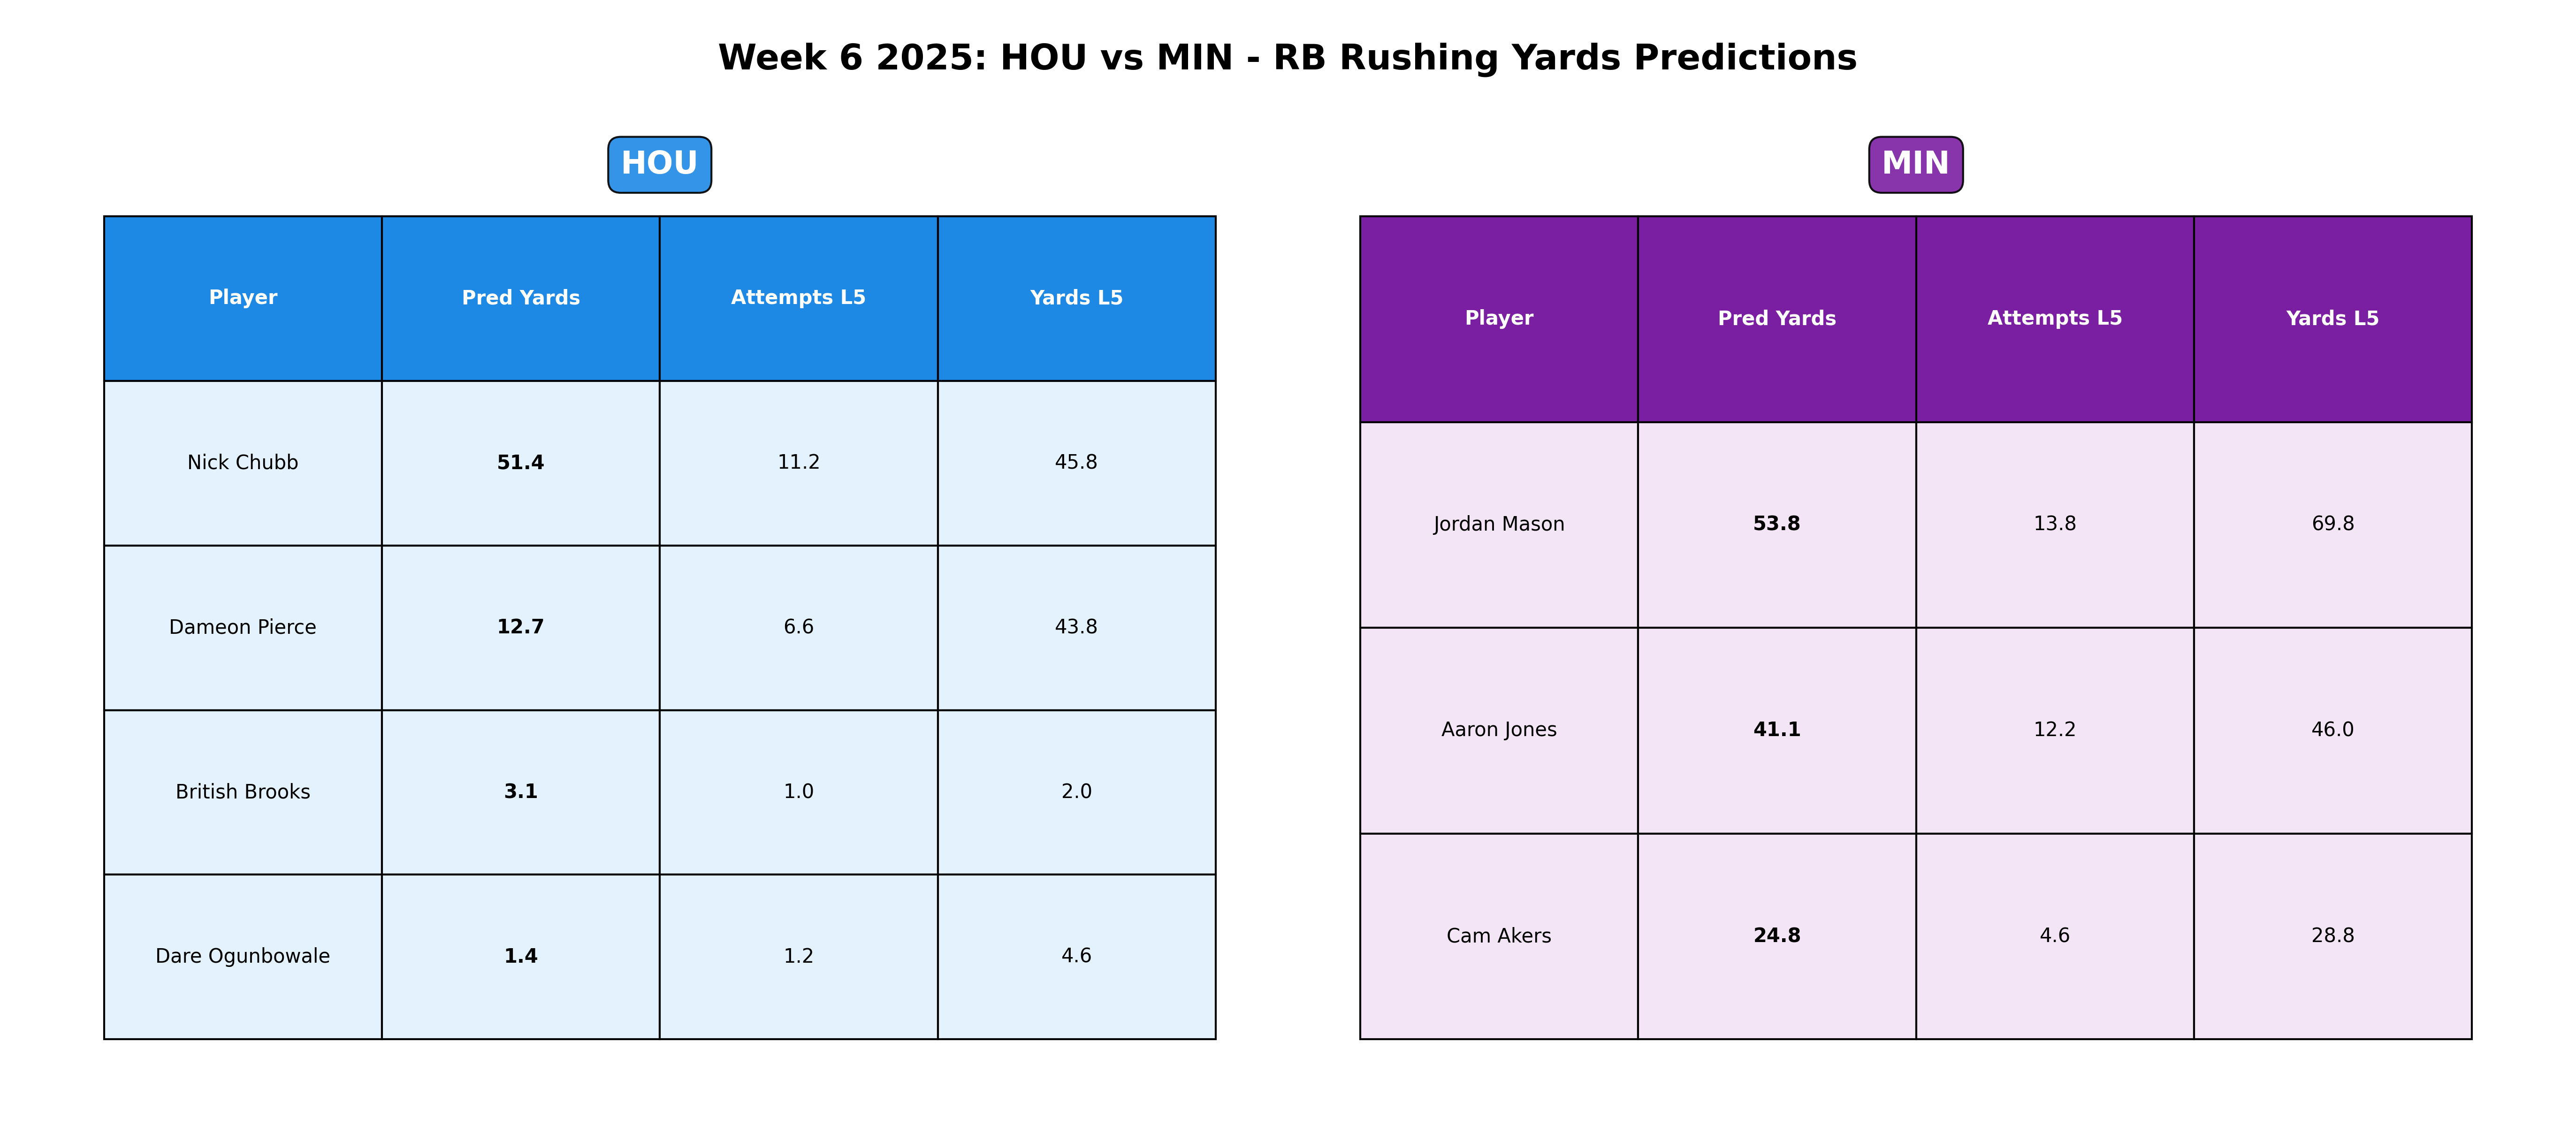 Week 6 2025: HOU vs MIN - RB Rushing Yards Predictions
HOU
Player Pred Yards Attempts L5 Yards L5
Nick Chubb 51.4 11.2 45.8
Dameon Pierce 12.7 6.6 43.8
British Brooks 3.1 1.0 2.0
Dare Ogunbowale 1.4 1.2 4.6
MIN
Player Pred Yards Attempts L5 Yards L5
Jordan Mason 53.8 13.8 69.8
Aaron Jones 41.1 12.2 46.0
Cam Akers 24.8 4.6 28.8